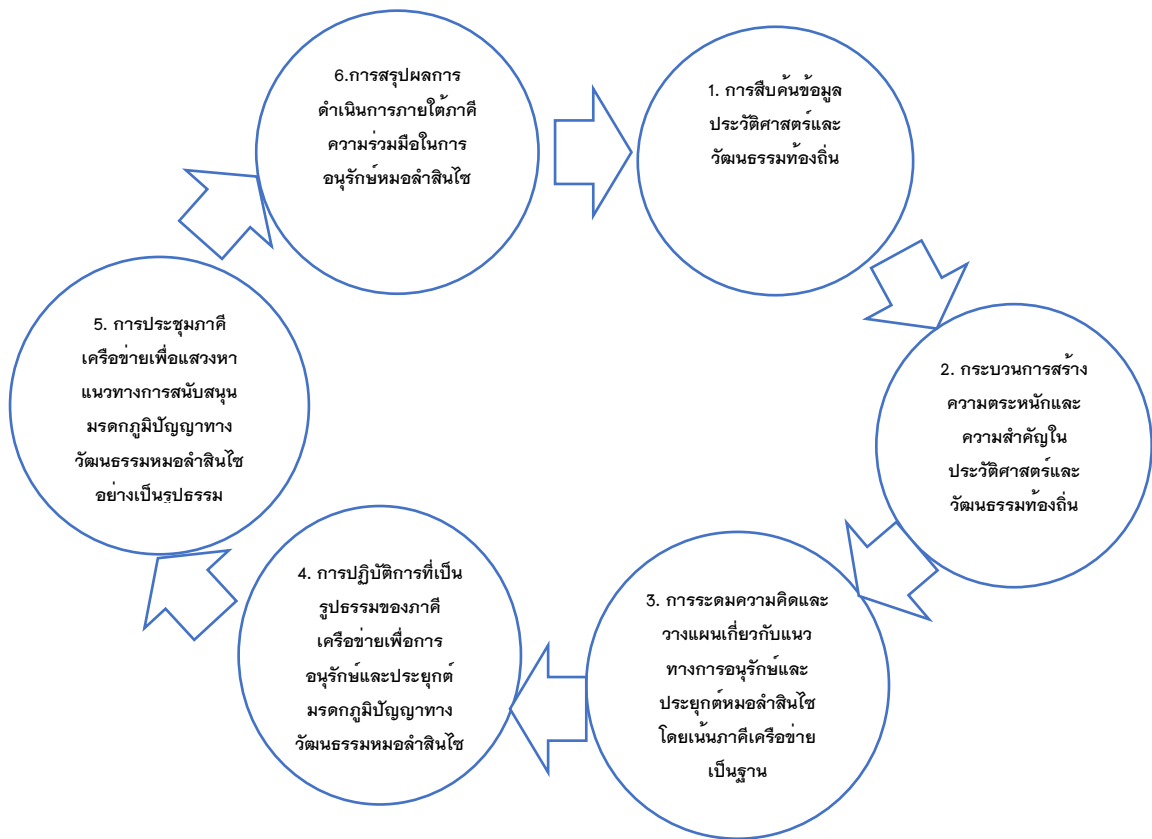 1. การสืบค้นข้อมูล
ประวัติศาสตร์และ
วัฒนธรรมท้องถิ่น
2. กระบวนการสร้าง
ความตระหนักและ
ความสำคัญใน
ประวัติศาสตร์และ
วัฒนธรรมท้องถิ่น
3. การระดมความคิดและ
วางแผนเกี่ยวกับแนว
ทางการอนุรักษ์และ
ประยุกต์หมอลำสินไซ
โดยเน้นภาคีเครือข่าย
เป็นฐาน
4. การปฏิบัติการที่เป็น
รูปธรรมของภาคี
เครือข่ายเพื่อการ
อนุรักษ์และประยุกต์
มรดกภูมิปัญญาทาง
วัฒนธรรมหมอลำสินไซ
5. การประชุมภาคี
เครือข่ายเพื่อแสวงหา
แนวทางการสนับสนุน
มรดกภูมิปัญญาทาง
วัฒนธรรมหมอลำสินไซ
อย่างเป็นรูปธรรม
6.การสรุปผลการ
ดำเนินการภายใต้ภาคี
ความร่วมมือในการ
อนุรักษ์หมอลำสินไซ